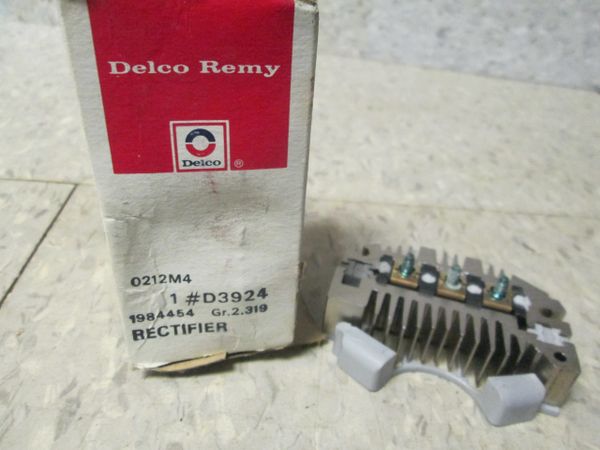 Delco Remy
Delco ®
0212M4
1 #D3924
1984454 Gr.2.319
RECTIFIER